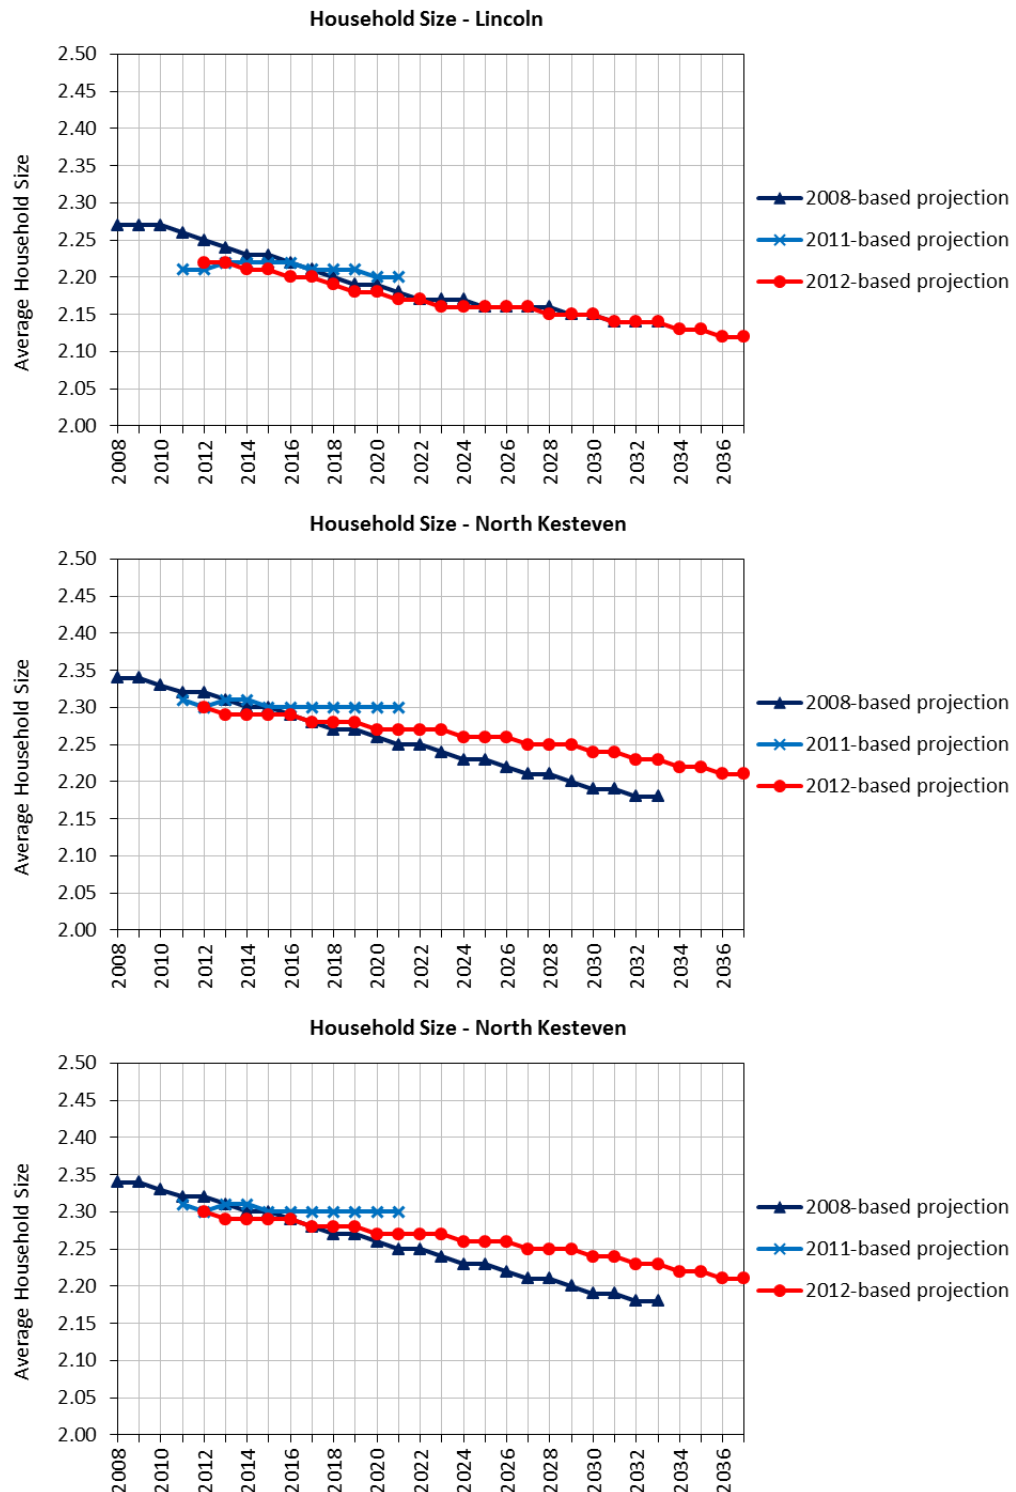 Household Size - Lincoln
Average Household Size
2.50
2.45
2.40
2.35
2.30
2.25
2.20
2.15
2.10
2.05
2.00
2008 2010 2012 2014 2016 2018 2020 2022 2024 2026 2028 2030 2032 2034 2036
2008-based projection
2011-based projection
2012-based projection
Household Size - North Kesteven
Average Household Size
2.50
2.45
2.40
2.35
2.30
2.25
2.20
2.15
2.10
2.05
2.00
2008 2010 2012 2014 2016 2018 2020 2022 2024 2026 2028 2030 2032 2034 2036
2008-based projection
2011-based projection
2012-based projection
Household Size - North Kesteven
Average Household Size
2.50
2.45
2.40
2.35
2.30
2.25
2.20
2.15
2.10
2.05
2.00
2008 2010 2012 2014 2016 2018 2020 2022 2024 2026 2028 2030 2032 2034 2036
2008-based projection
2011-based projection
2012-based projection